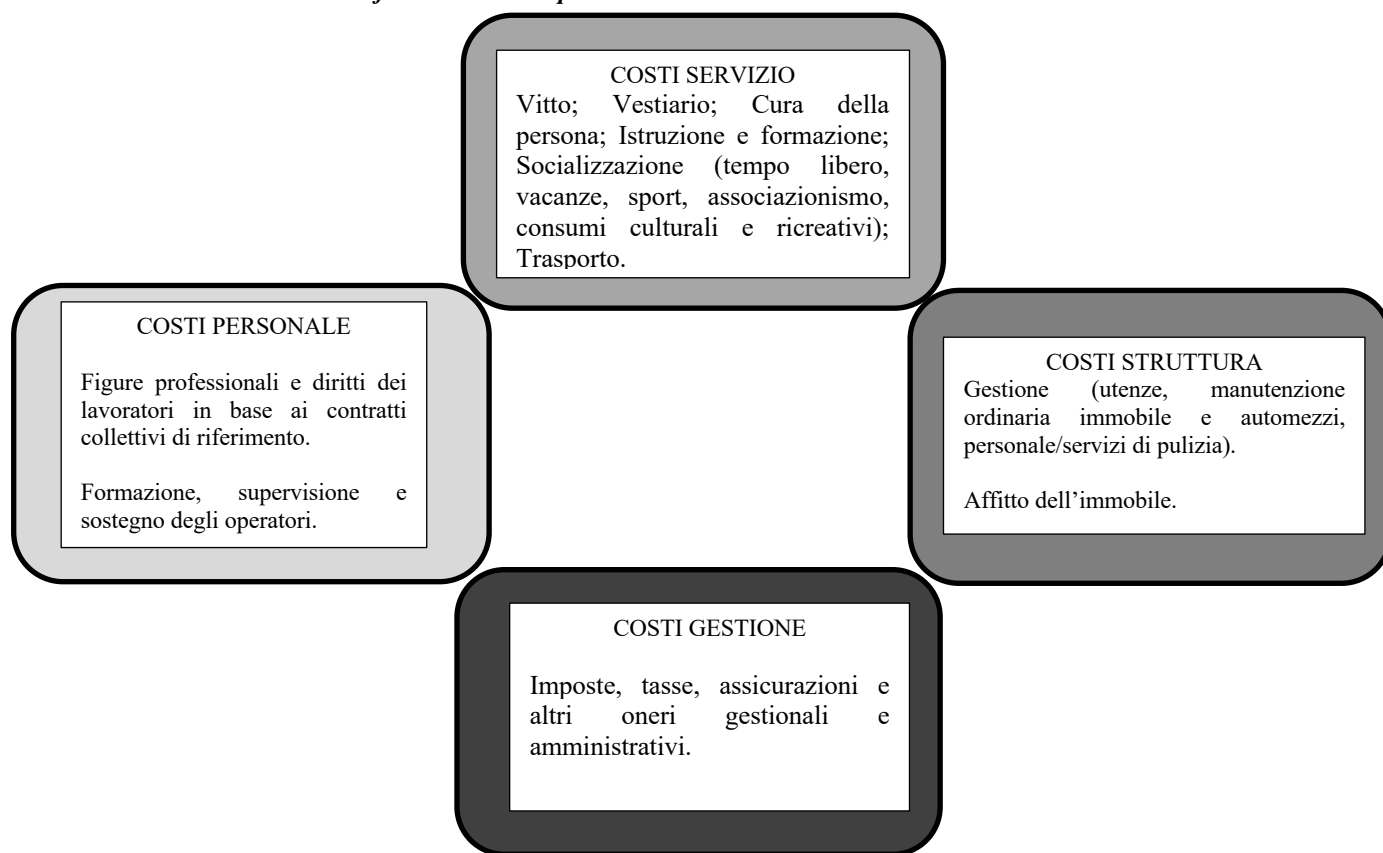 COSTI SERVIZIO
Vitto; Vestiario; Cura della
persona; Istruzione e formazione;
Socializzazione (tempo libero,
vacanze, sport, associazionismo,
consumi culturali e ricreativi);
Trasporto.
COSTI PERSONALE
Figure professionali e diritti dei
lavoratori in base ai contratti
collettivi di riferimento.
Formazione, supervisione e
sostegno degli operatori.
COSTI STRUTTURA
Gestione (utenze, manutenzione
ordinaria immobile e automezzi,
personale/servizi di pulizia).
Affitto dell’immobile.
COSTI GESTIONE
Imposte, tasse, assicurazioni e
altri oneri gestionali e
amministrativi.